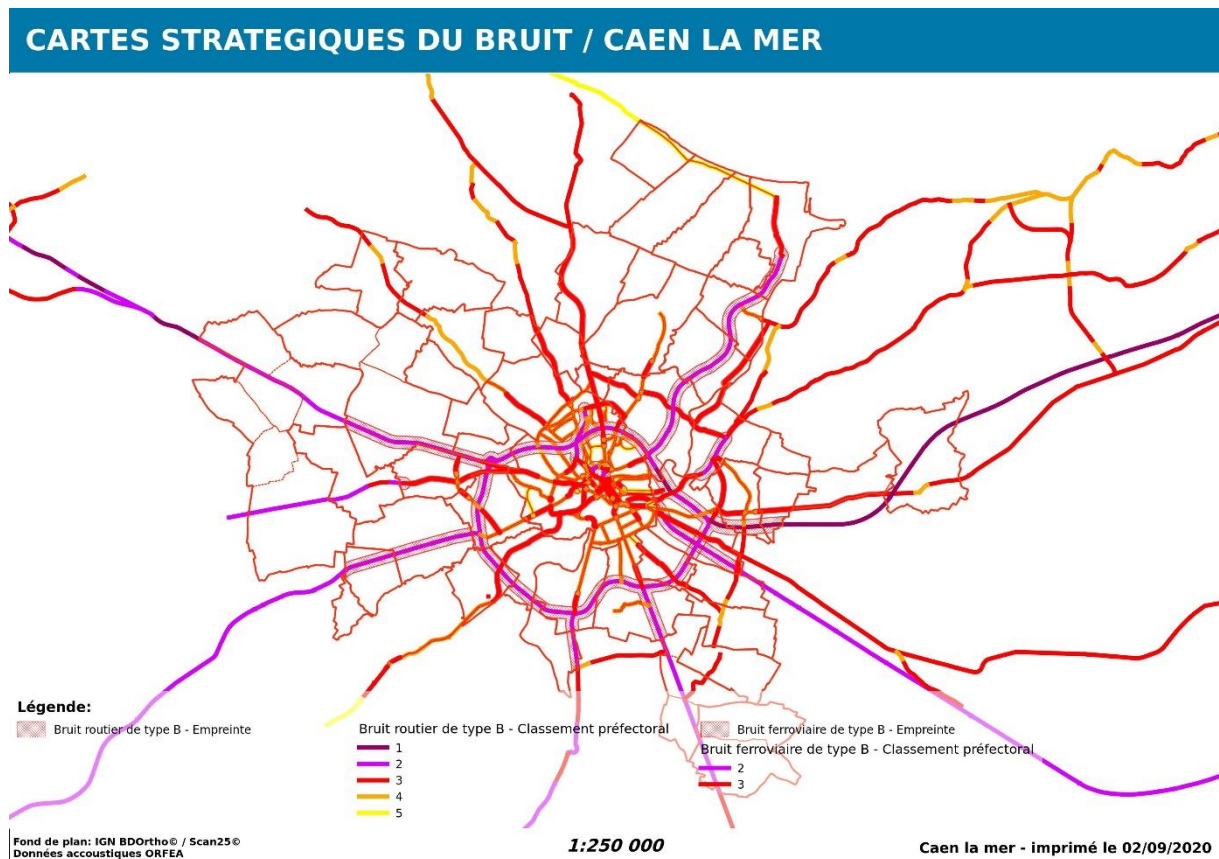 CARTES STRATEGIQUES DU BRUIT / CAEN LA MER
Légende:
Bruit routier de type B - Empreinte
Bruit routier de type B - Classement préfectoral
1
2
3
4
5
Bruit ferroviaire de type B - Empreinte
Bruit ferroviaire de type B - Classement préfectoral
2
3
Fond de plan: IGN BDOrtho© / Scan25©
Données accoustiques ORFEA
1:250 000
Caen la mer - imprimé le 02/09/2020